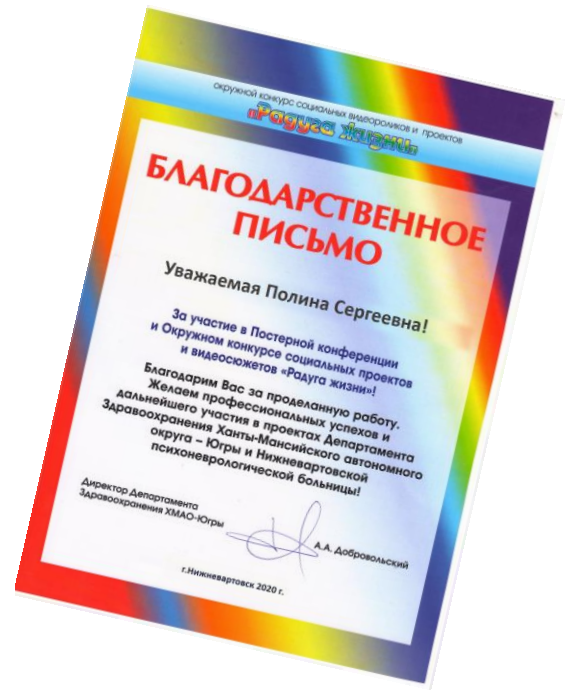 окружной конкурс социальных видеороликов и проектов
«Радуга жизни»
БЛАГОДАРСТВЕННОЕ
ПИСЬМО
Уважаемая Полина Сергеевна!
За участие в Постерной конференции
и Окружном конкурсе социальных проектов
и видеосюжетов «Радуга жизни»!
Благодарим Вас за проделанную работу.
Желаем профессиональных успехов и
дальнейшего участия в проектах Департамента
Здравоохранения Ханты-Мансийского автономного
округа – Югры и Нижневартовской
психоневрологической больницы!
Директор Департамента
Здравоохранения ХМАО-Югры
А.А. Добровольский
г.Нижневартовск 2020 г.